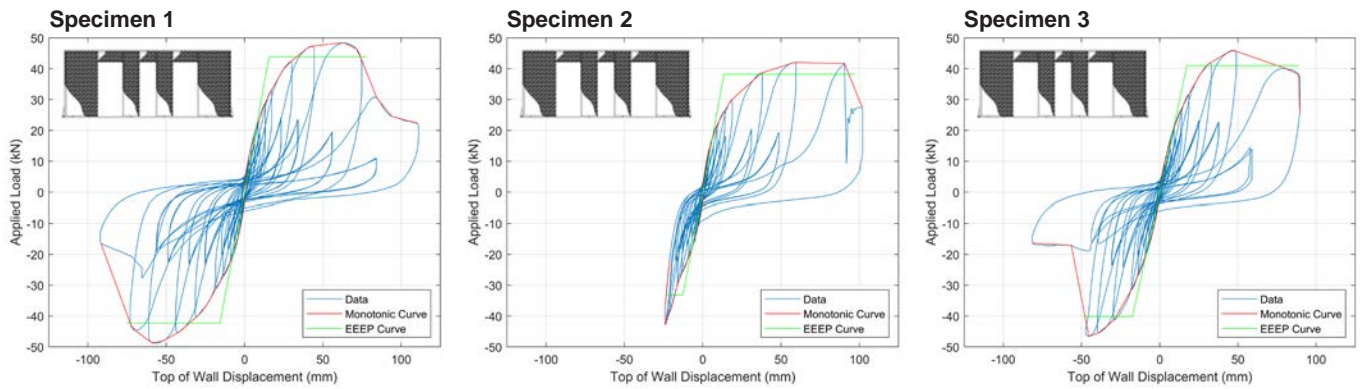 Specimen 1
50
40
30
20
10
0
-10
-20
-30
-40
-50
Applied Load (kN)
-100
-50
0
50
100
Top of Wall Displacement (mm)
Data
Monotonic Curve
EEEP Curve
Specimen 2
50
40
30
20
10
0
-10
-20
-30
-40
-50
Applied Load (kN)
-100
-50
0
50
100
Top of Wall Displacement (mm)
Data
Monotonic Curve
EEEP Curve
Specimen 3
50
40
30
20
10
0
-10
-20
-30
-40
-50
Applied Load (kN)
-100
-50
0
50
100
Top of Wall Displacement (mm)
Data
Monotonic Curve
EEEP Curve